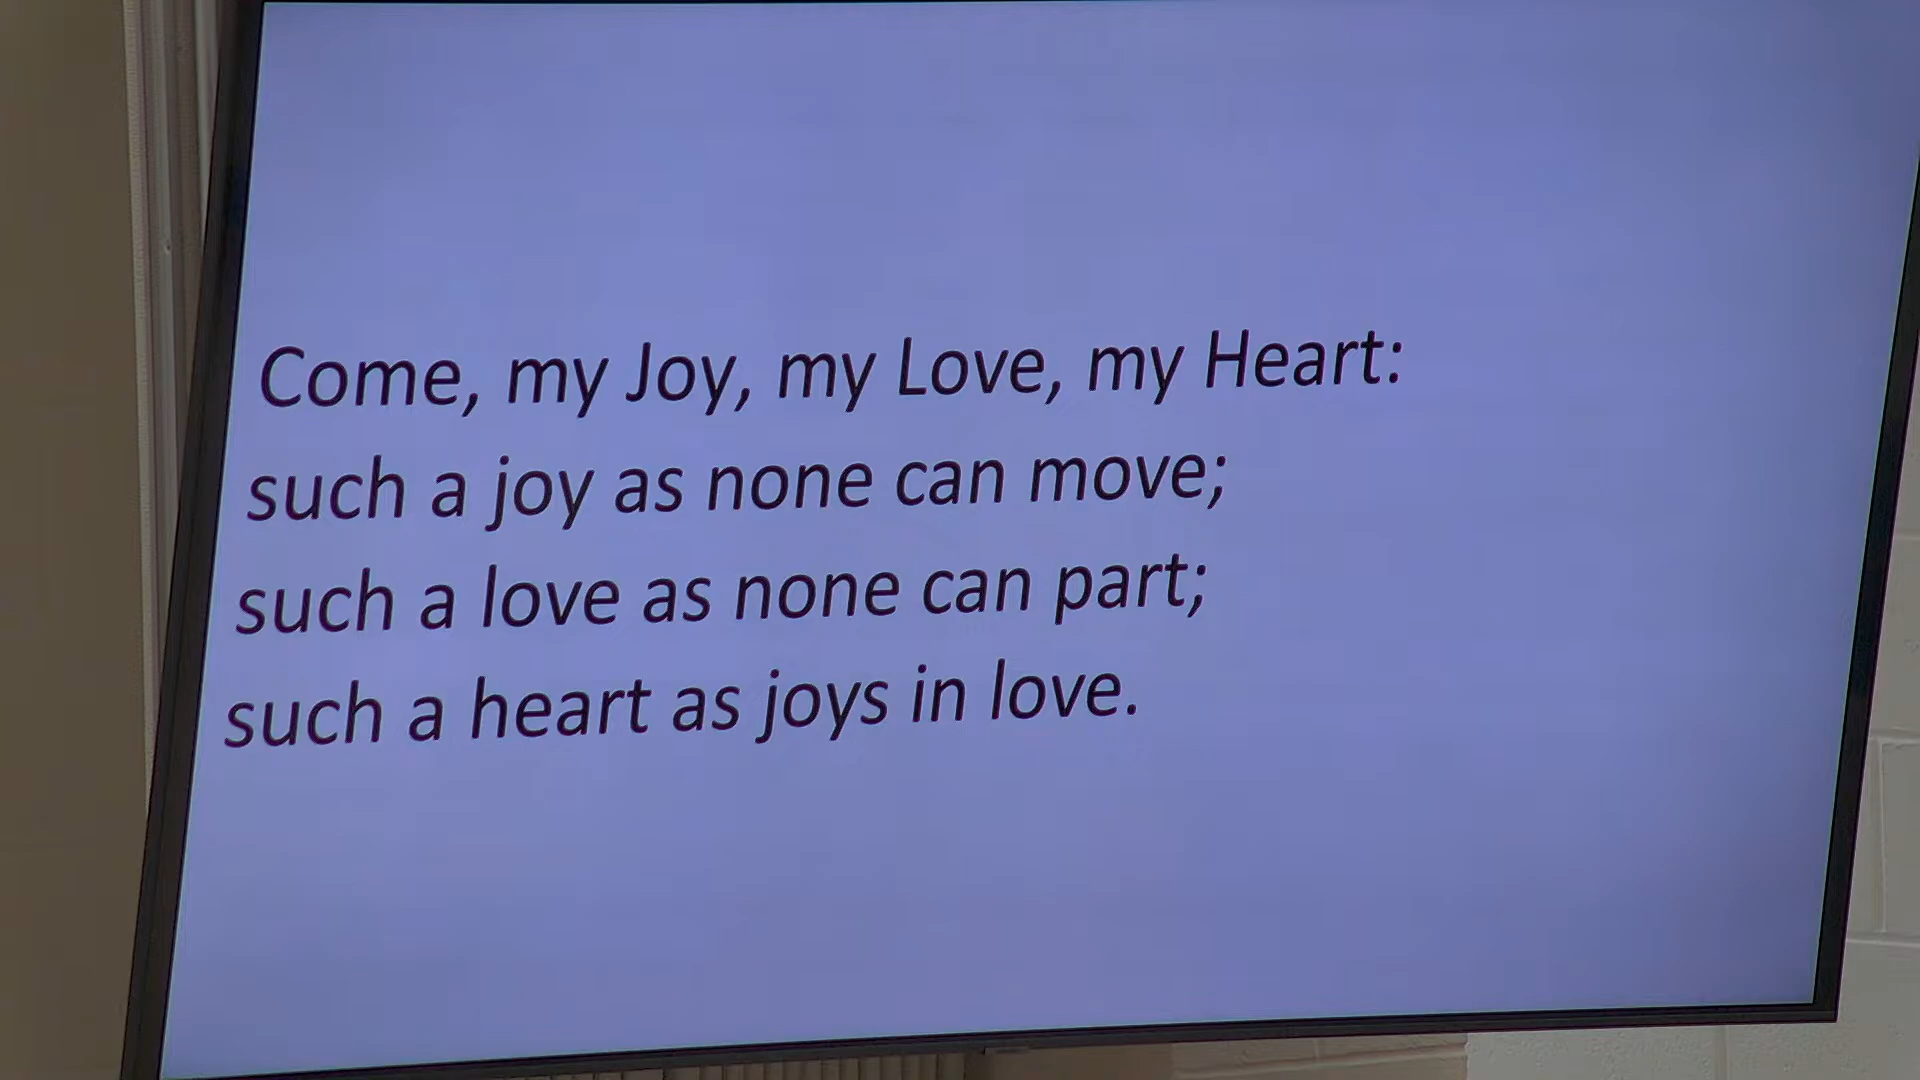 Come, my Joy, my Love, my Heart:
such a joy as none can move;
such a love as none can part;
such a heart as joys in love.